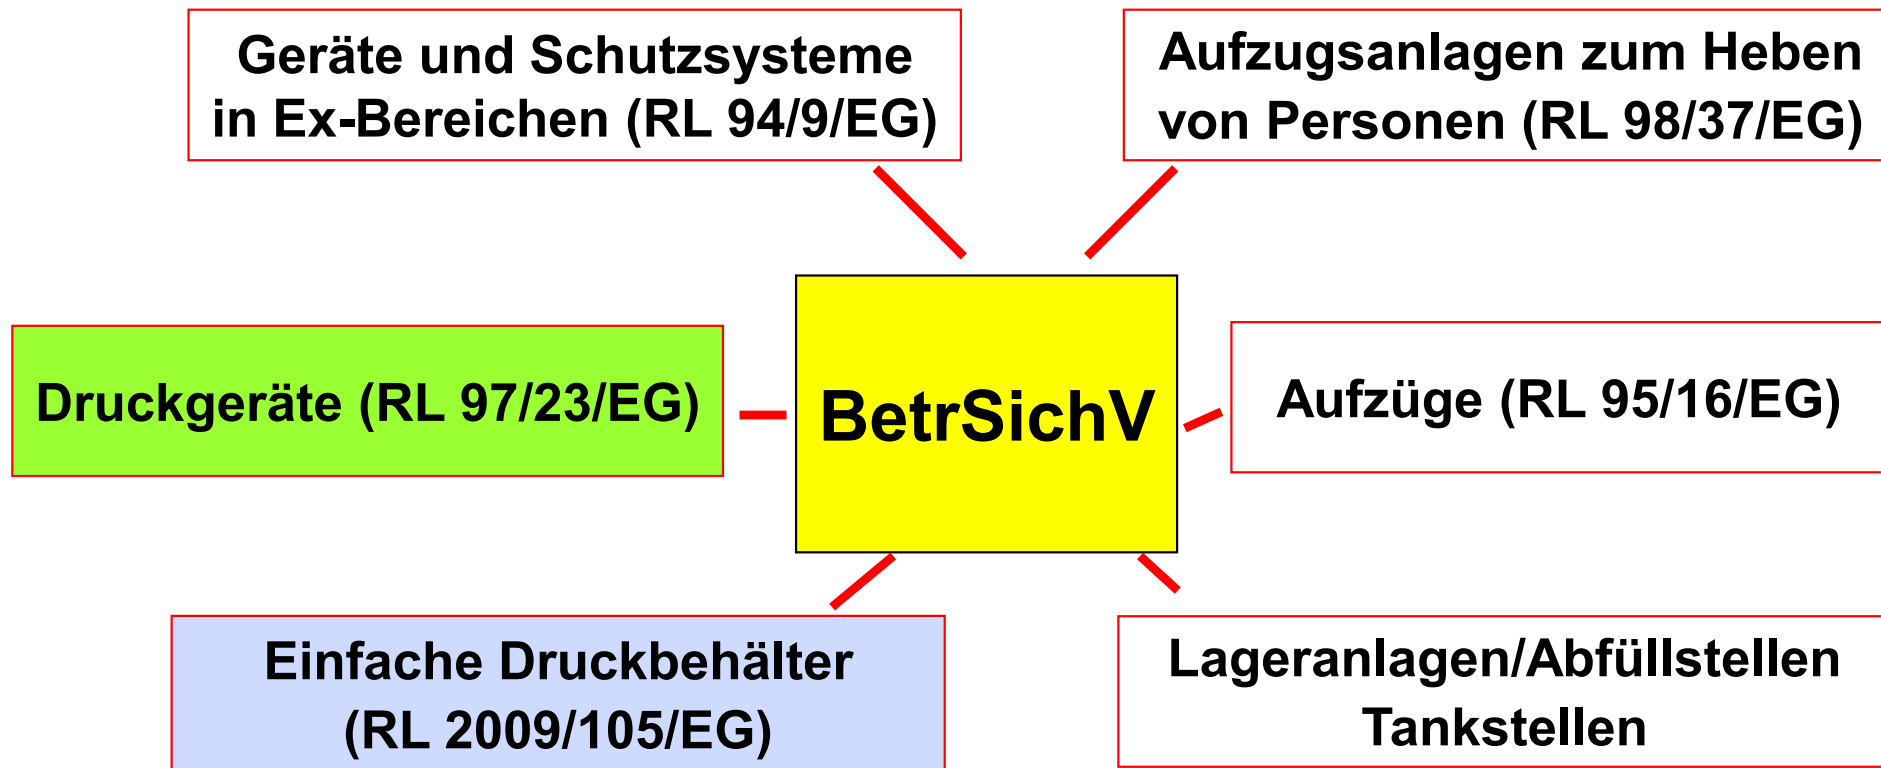 Geräte und Schutzsysteme
in Ex-Bereichen (RL 94/9/EG)
Aufzugsanlagen zum Heben
von Personen (RL 98/37/EG)
Druckgeräte (RL 97/23/EG)
BetrSichV
Aufzüge (RL 95/16/EG)
Einfache Druckbehälter
(RL 2009/105/EG)
Lageranlagen/Abfüllstellen
Tankstellen